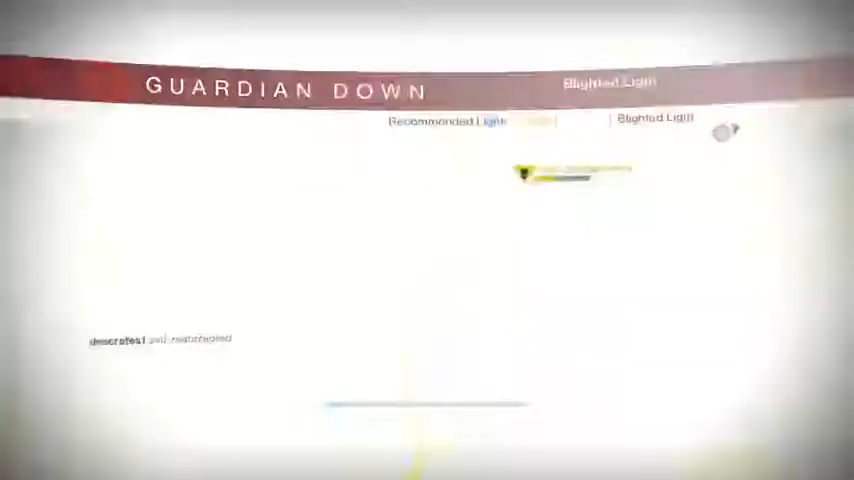 GUARDIAN DOWN
Blighted Light
Recommended Light:
Blighted Light
descrates1 self-resurrected